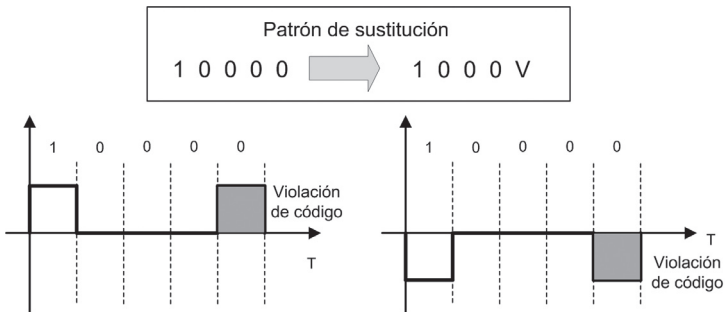 Patrón de sustitución
1 0 0 0 0 1 0 0 0 V
1 0 0 0 0
Violación
de código
T
1 0 0 0 0
T
Violación
de código